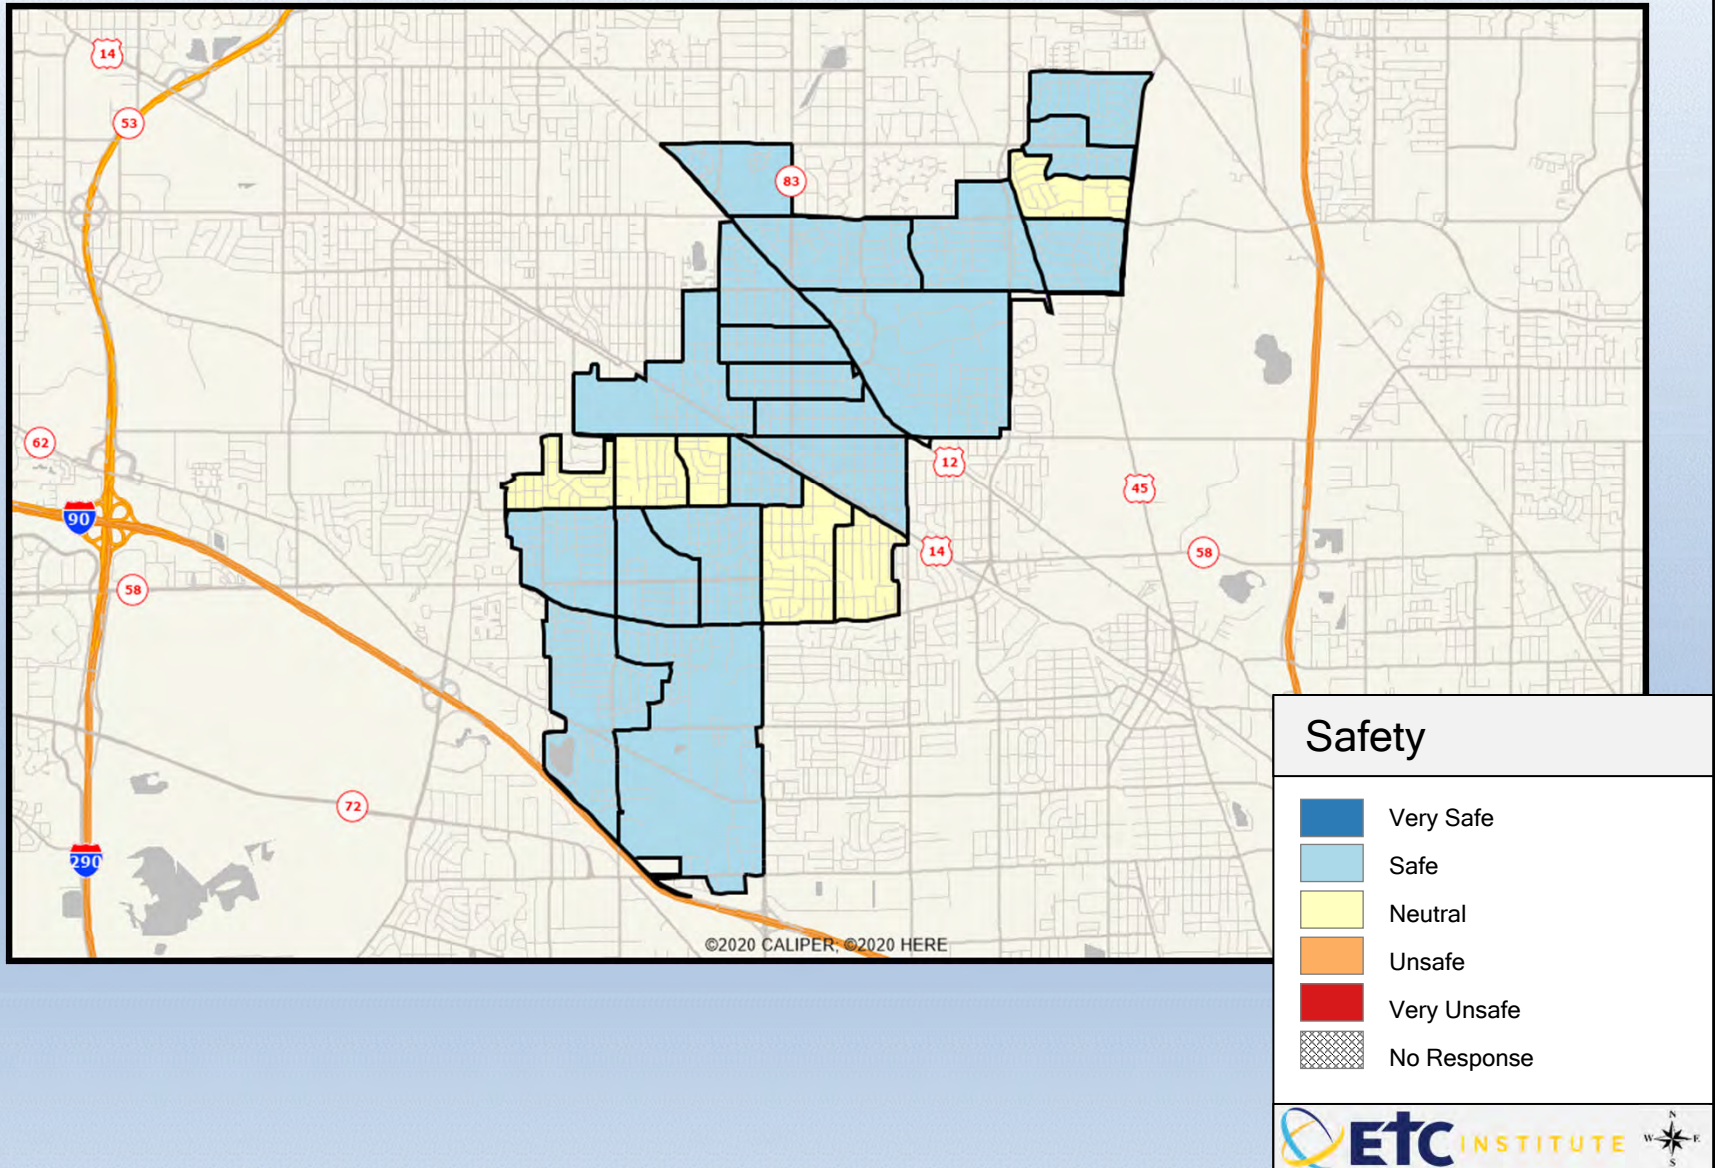 14
53
83
62
12
45
90
14
58
58
72
290
©2020 CALIPER; ©2020 HERE
Safety
Very Safe
Safe
Neutral
Unsafe
Very Unsafe
No Response
ETC INSTITUTE
N
W E
S